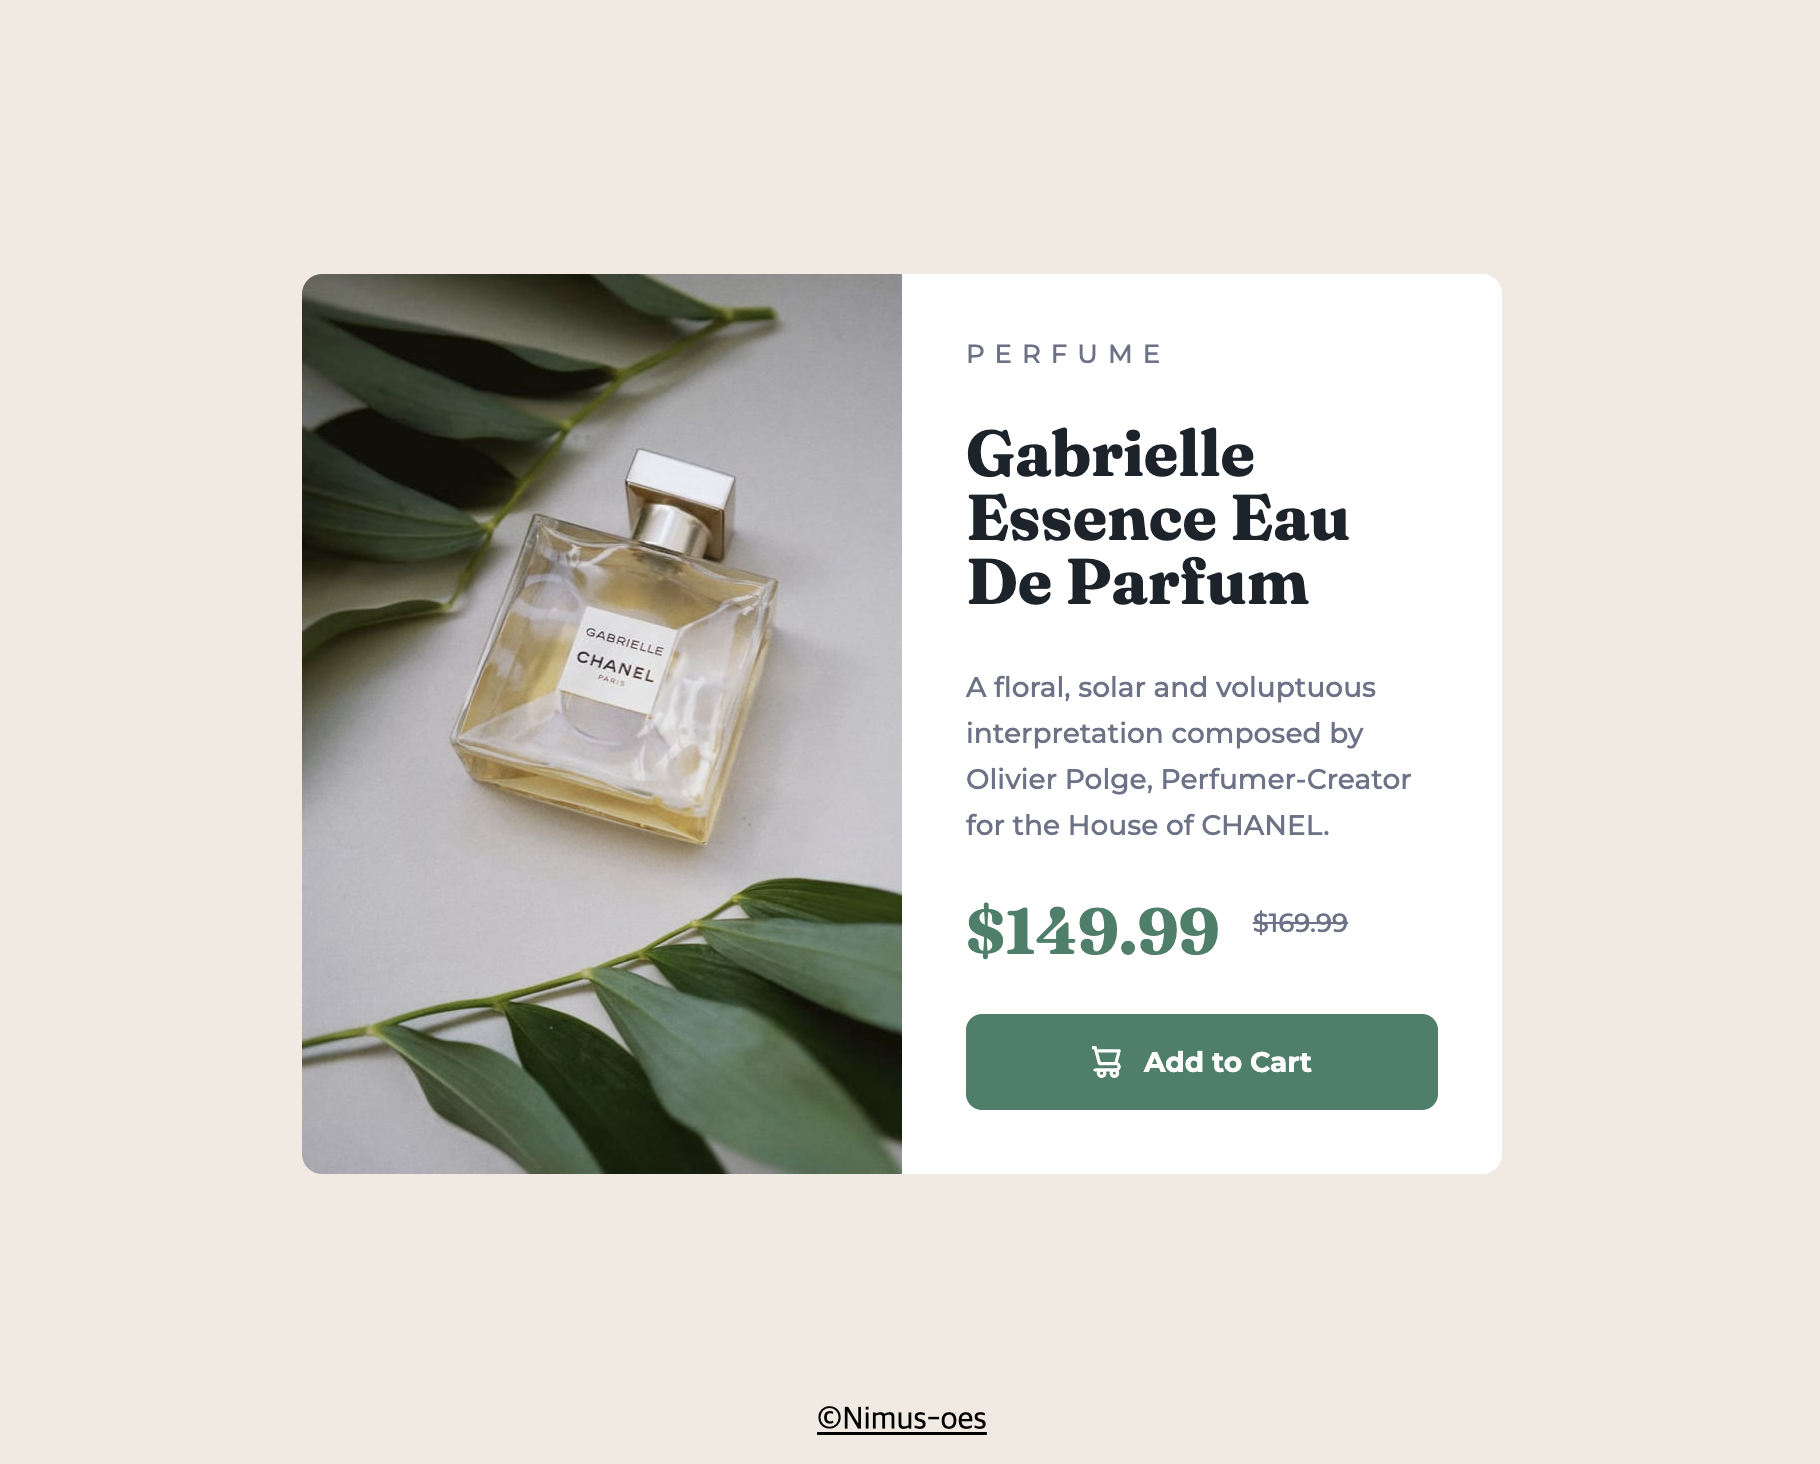 GABRIELLE
CHANEL
PARIS
PERFUME
Gabrielle
Essence Eau
De Parfum
A floral, solar and voluptuous
interpretation composed by
Olivier Polge, Perfumer-Creator
for the House of CHANEL.
$149.99 $169.99
Add to Cart
©Nimus-oes